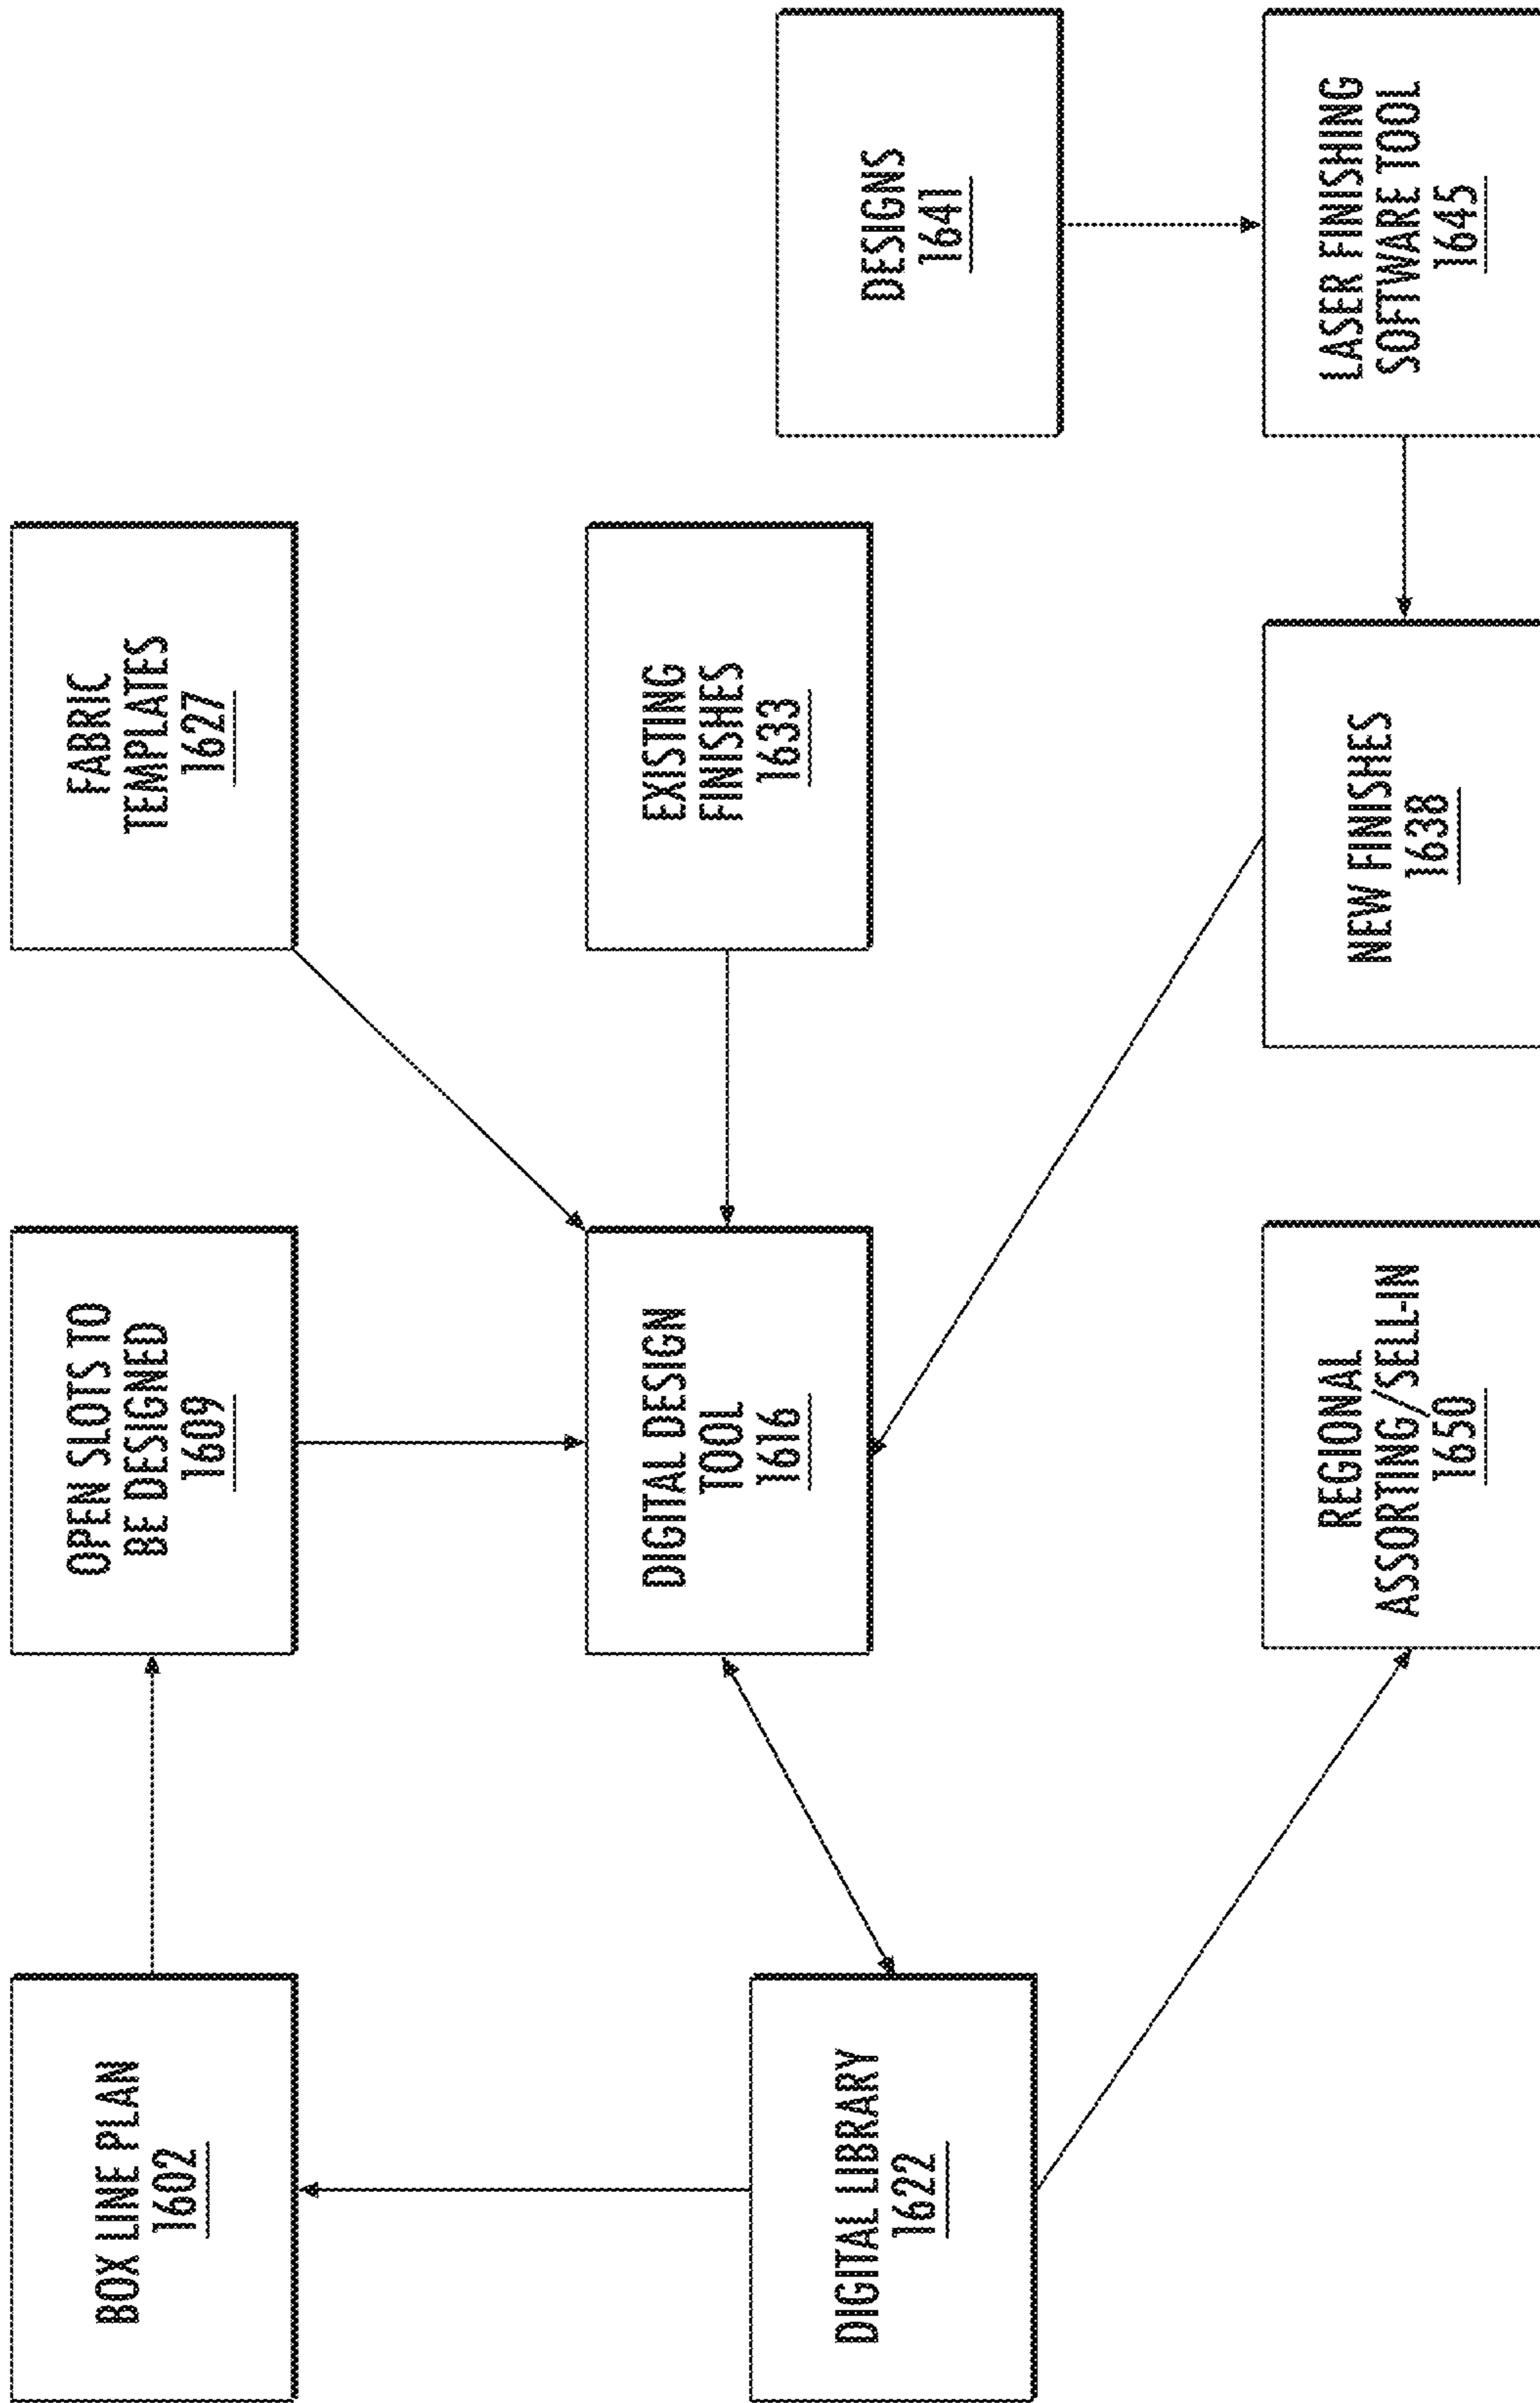 BOX LINE PLAN
1602
OPEN SLOTS TO
BE DESIGNED
1609
FABRIC
TEMPLATES
1627
DIGITAL DESIGN
TOOL
1616
EXISTING
FINISHES
1633
DIGITAL LIBRARY
1622
DESIGNS
1641
REGIONAL
ASSORTING/SELL-IN
1650
NEW FINISHES
1638
LASER FINISHING
SOFTWARE TOOL
1645